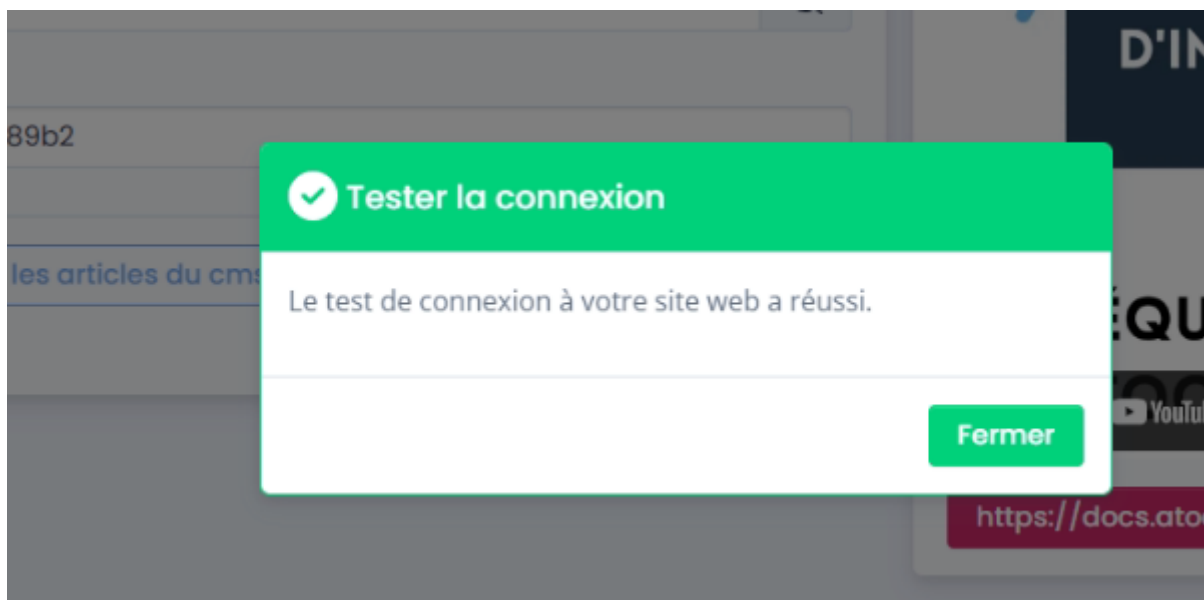 D'IN
89b2
Tester la connexion
les articles du cms
Le test de connexion à votre site web a réussi.
ÉQU
YouTu
Fermer
https://docs.ato